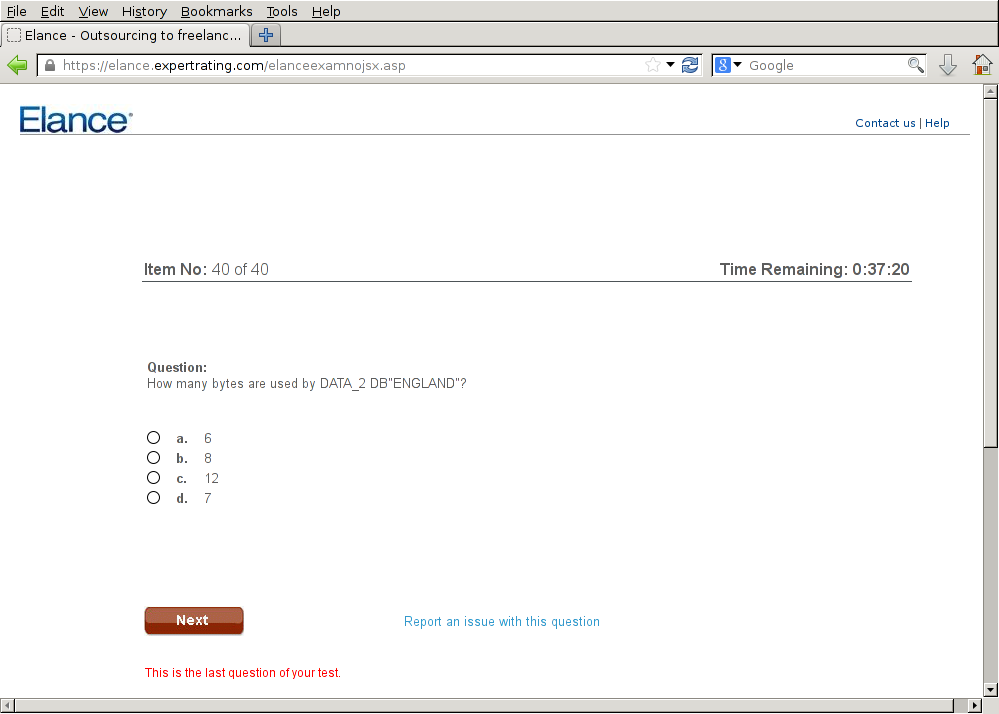 File Edit View History Bookmarks Tools Help
Elance - Outsourcing to freelanc...
https://elance.expertrating.com/elanceexamnojsx.asp
8 Google
Elance
Contact us | Help
Item No: 40 of 40
Time Remaining: 0:37:20
Question:
How many bytes are used by DATA_2 DB"ENGLAND"?
a. 6
b. 8
c. 12
d. 7
Next
Report an issue with this question
This is the last question of your test.